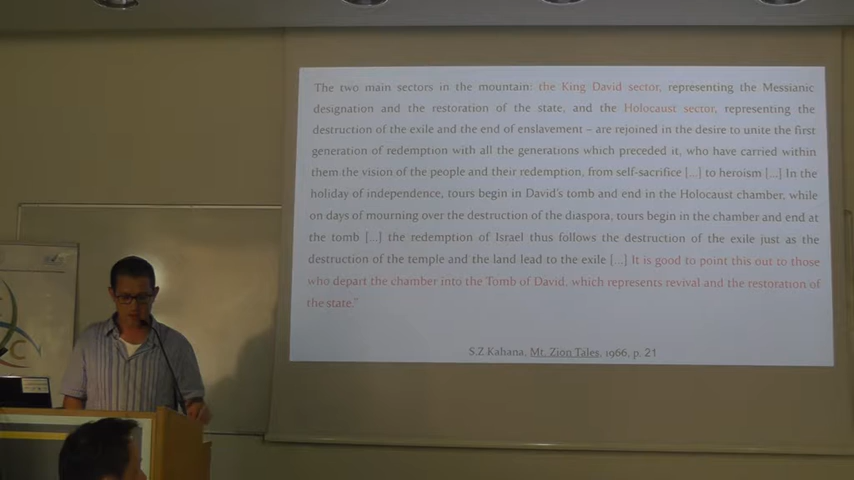 The two main sectors in the mountain: the King David sector, representing the Messianic
designation and the restoration of the state, and the Holocaust sector, representing the
destruction of the exile and the end of enslavement – are rejoined in the desire to unite the first
generation of redemption with all the generations which preceded it, who have carried within
them the vision of the people and their redemption, from self-sacrifice [...] to heroism [...] In the
holiday of independence, tours begin in David's tomb and end in the Holocaust chamber, while
on days of mourning over the destruction of the diaspora, tours begin in the chamber and end at
the tomb [...] the redemption of Israel thus follows the destruction of the exile just as the
destruction of the temple and the land lead to the exile [...] It is good to point this out to those
who depart the chamber into the Tomb of David, which represents revival and the restoration of
the state."
S.Z Kahana, Mt. Zion Tales, 1966, p. 21